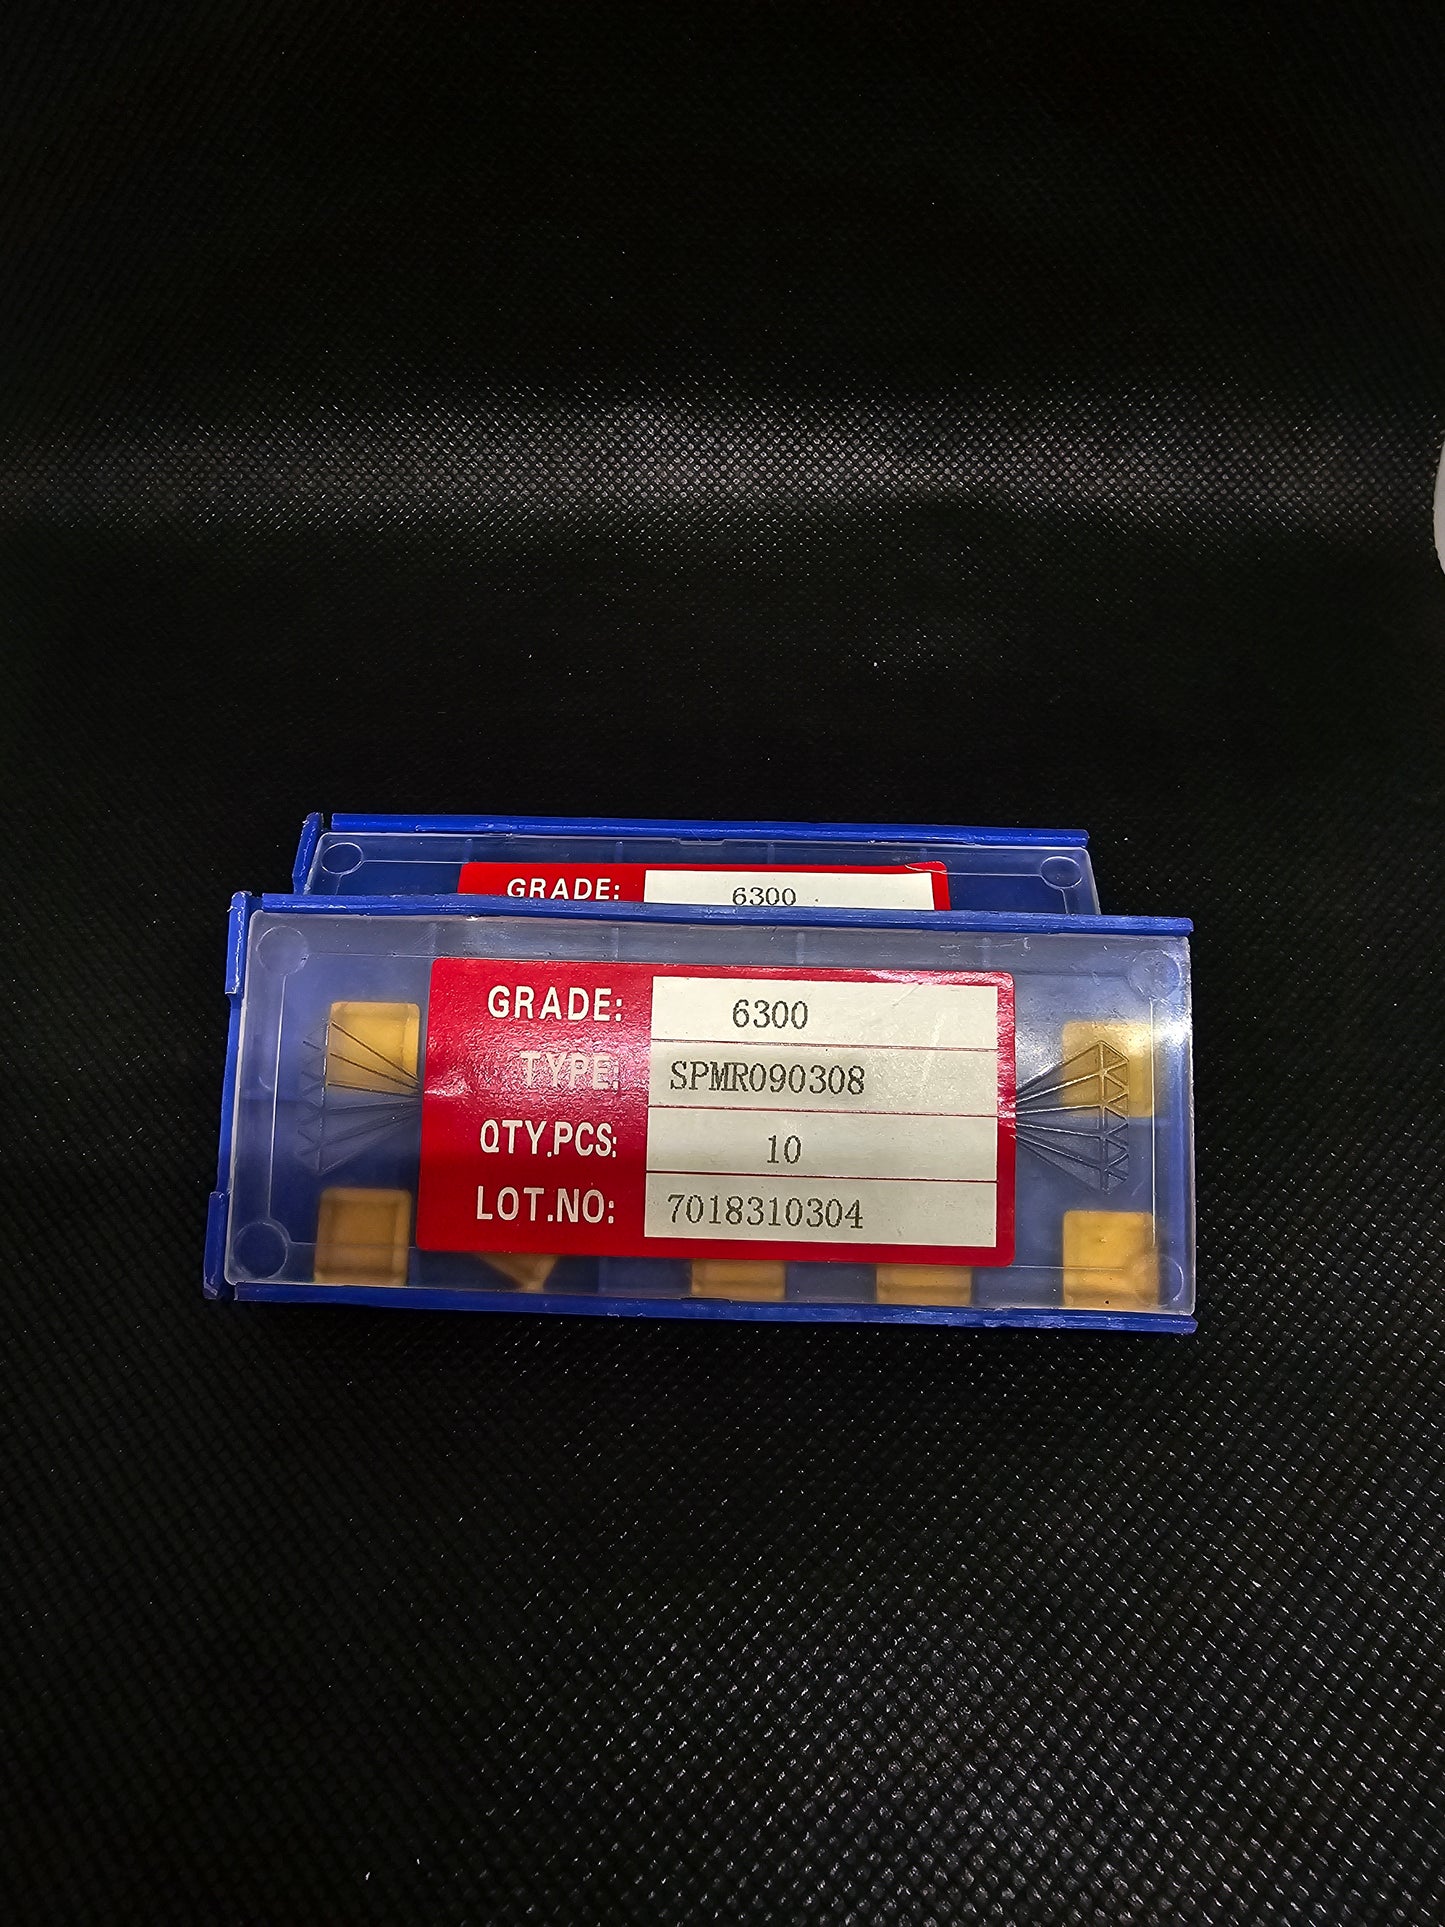 GRADE: 6300
GRADE: 6300
TYPE: SPMR090308
QTY.PCS: 10
LOT.NO: 7018310304